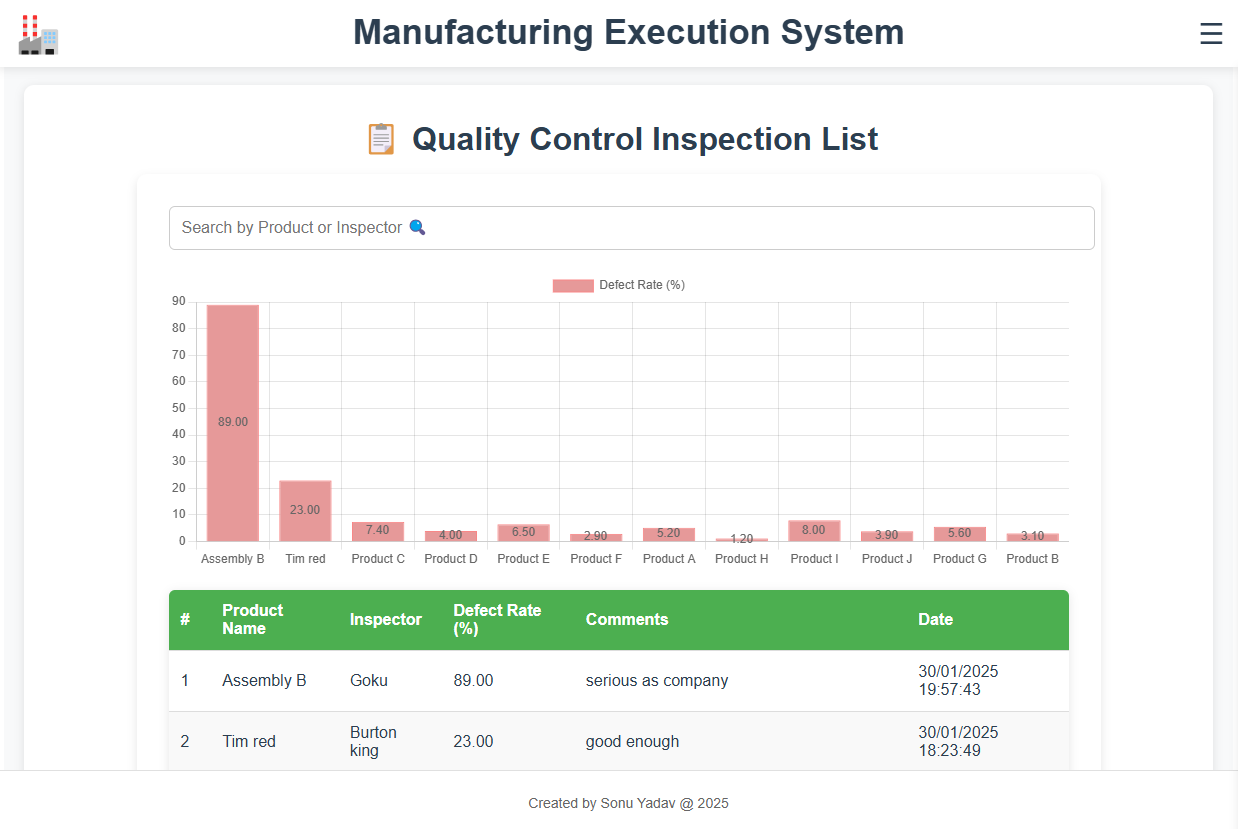 Manufacturing Execution System
☰
📋 Quality Control Inspection List
Search by Product or Inspector 🔍
Defect Rate (%)
90
80
70
60
50
40
30
20
10
0
89.00
23.00
7.40
4.00
6.50
2.90
5.20
1.20
8.00
3.90
5.60
3.10
Assembly B Tim red Product C Product D Product E Product F Product A Product H Product I Product J Product G Product B
# Product Name Inspector Defect Rate (%) Comments Date
1 Assembly B Goku 89.00 serious as company 30/01/2025 19:57:43
2 Tim red Burton king 23.00 good enough 30/01/2025 18:23:49
Created by Sonu Yadav @ 2025